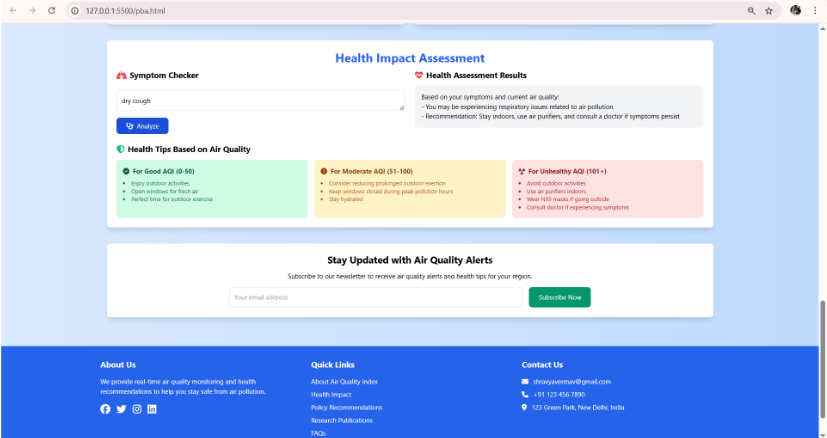 127.0.0.1:5500/pba.html
Health Impact Assessment
Symptom Checker
dry cough
Analyze
Health Assessment Results
Based on your symptoms and current air quality:
- You may be experiencing respiratory issues related to air pollution
- Recommendation: Stay indoors, use air purifiers, and consult a doctor if symptoms persist
Health Tips Based on Air Quality
For Good AQI (0-50)
Enjoy outdoor activities
Open windows for fresh air
Perfect time for outdoor exercise
For Moderate AQI (51-100)
Consider reducing prolonged outdoor exertion
Keep windows closed during peak pollution hours
Stay hydrated
For Unhealthy AQI (101+)
Avoid outdoor activities
Use air purifiers indoors
Wear N95 masks if going outside
Consult doctor if experiencing symptoms
Stay Updated with Air Quality Alerts
Subscribe to our newsletter to receive air quality alerts and health tips for your region.
Your email address
Subscribe Now
About Us
We provide real-time air quality monitoring and health
recommendations to help you stay safe from air pollution.
Quick Links
About Air Quality Index
Health Impact
Policy Recommendations
Research Publications
FAQs
Contact Us
shravyavermav@gmail.com
+91 123 456 7890
123 Green Park, New Delhi, India